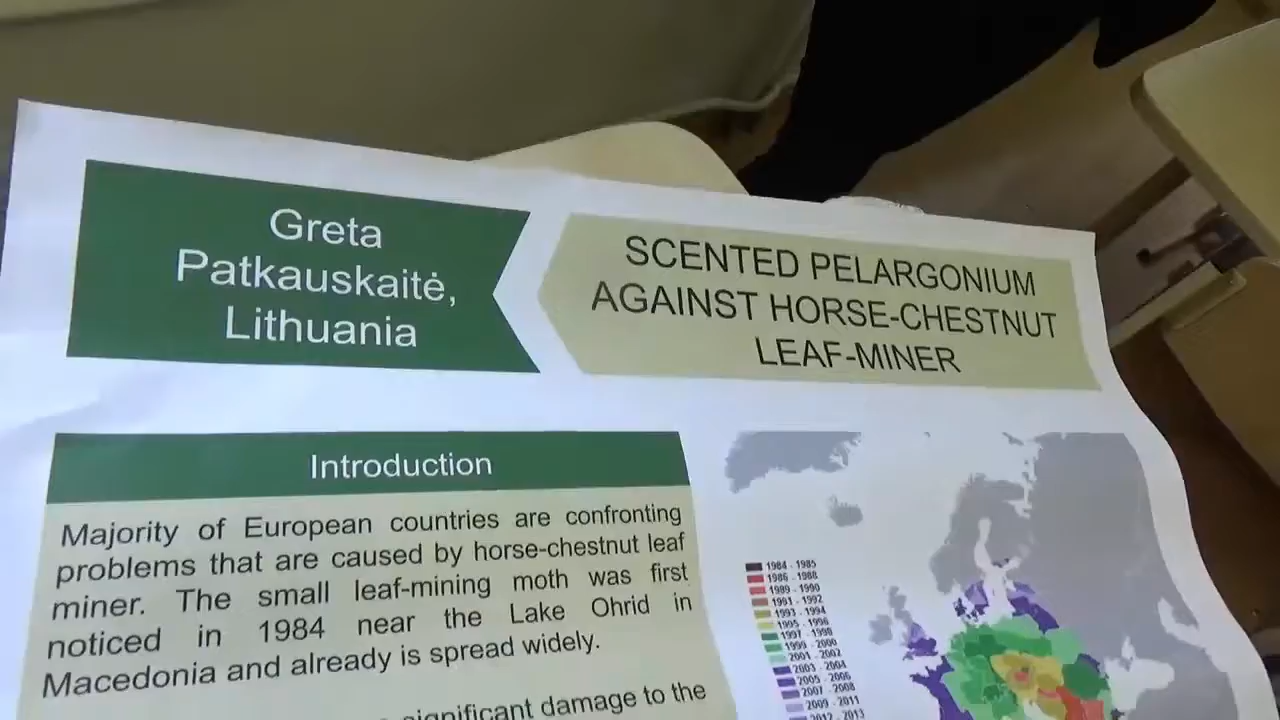 Greta
Patkauskaitė,
Lithuania
SCENTED PELARGONIUM
AGAINST HORSE-CHESTNUT
LEAF-MINER
Introduction
Majority of European countries are confronting
problems that are caused by horse-chestnut leaf
miner. The small leaf-mining moth was first
noticed in 1984 near the Lake Ohrid in
Macedonia and already is spread widely.
significant damage to the
1984 - 1985
1986 - 1988
1989 - 1990
1991 - 1992
1993 - 1994
1995 - 1996
1997 - 1998
1999 - 2000
2001 - 2002
2003 - 2004
2005 - 2006
2007 - 2008
2009 - 2011
2012 - 2013